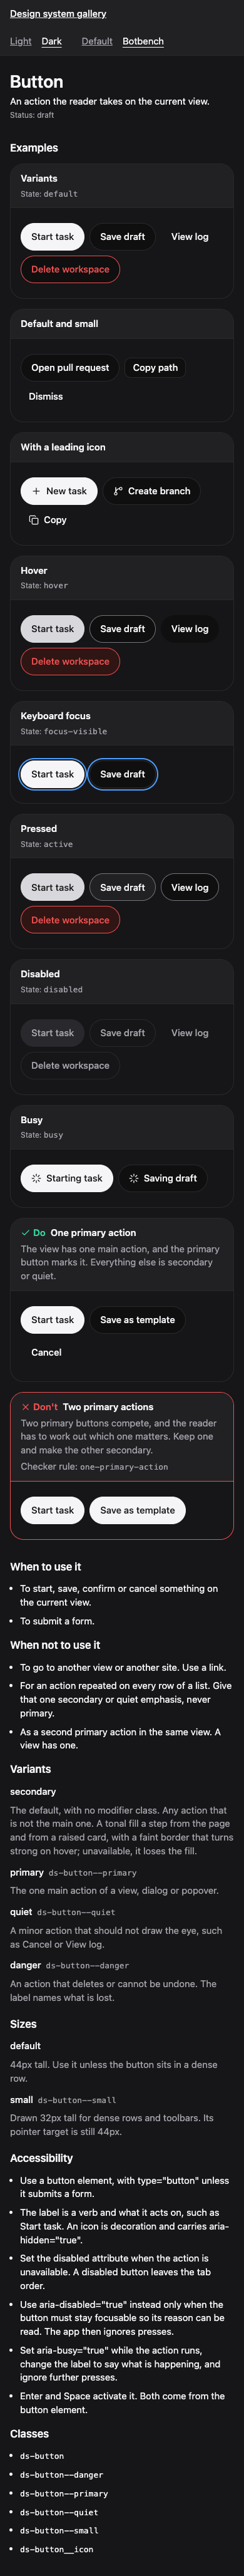 Design system gallery
Light Dark Default Botbench
Button
An action the reader takes on the current view.
Status: draft
Examples
Variants
State: default
Start task Save draft View log
Delete workspace
Default and small
Open pull request Copy path
Dismiss
With a leading icon
New task Create branch
Copy
Hover
State: hover
Start task Save draft View log
Delete workspace
Keyboard focus
State: focus-visible
Start task Save draft
Pressed
State: active
Start task Save draft View log
Delete workspace
Disabled
State: disabled
Start task Save draft View log
Delete workspace
Busy
State: busy
Starting task Saving draft
Do One primary action
The view has one main action, and the primary
button marks it. Everything else is secondary
or quiet.
Start task Save as template
Cancel
Don't Two primary actions
Two primary buttons compete, and the reader
has to work out which one matters. Keep one
and make the other secondary.
Checker rule: one-primary-action
Start task Save as template
When to use it
• To start, save, confirm or cancel something on
the current view.
• To submit a form.
When not to use it
• To go to another view or another site. Use a link.
• For an action repeated on every row of a list. Give
that one secondary or quiet emphasis, never
primary.
• As a second primary action in the same view. A
view has one.
Variants
secondary
The default, with no modifier class. Any action that
is not the main one. A tonal fill a step from the page
and from a raised card, with a faint border that turns
strong on hover; unavailable, it loses the fill.
primary ds-button--primary
The one main action of a view, dialog or popover.
quiet ds-button--quiet
A minor action that should not draw the eye, such
as Cancel or View log.
danger ds-button--danger
An action that deletes or cannot be undone. The
label names what is lost.
Sizes
default
44px tall. Use it unless the button sits in a dense
row.
small ds-button--small
Drawn 32px tall for dense rows and toolbars. Its
pointer target is still 44px.
Accessibility
• Use a button element, with type="button" unless
it submits a form.
• The label is a verb and what it acts on, such as
Start task. An icon is decoration and carries aria-
hidden="true".
• Set the disabled attribute when the action is
unavailable. A disabled button leaves the tab
order.
• Use aria-disabled="true" instead only when the
button must stay focusable so its reason can be
read. The app then ignores presses.
• Set aria-busy="true" while the action runs,
change the label to say what is happening, and
ignore further presses.
• Enter and Space activate it. Both come from the
button element.
Classes
• ds-button
• ds-button--danger
• ds-button--primary
• ds-button--quiet
• ds-button--small
• ds-button__icon